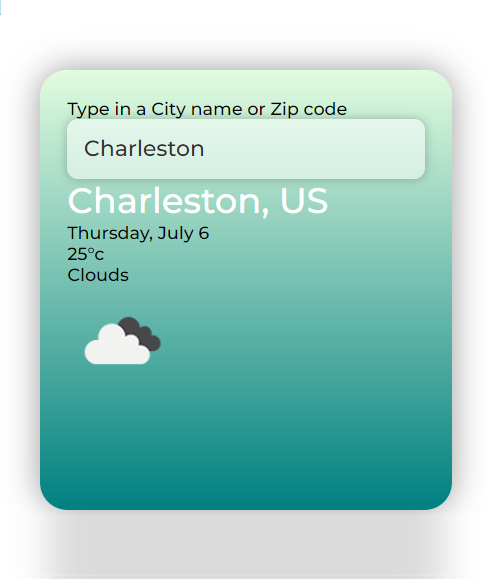 Type in a City name or Zip code
Charleston
Charleston, US
Thursday, July 6
25°c
Clouds